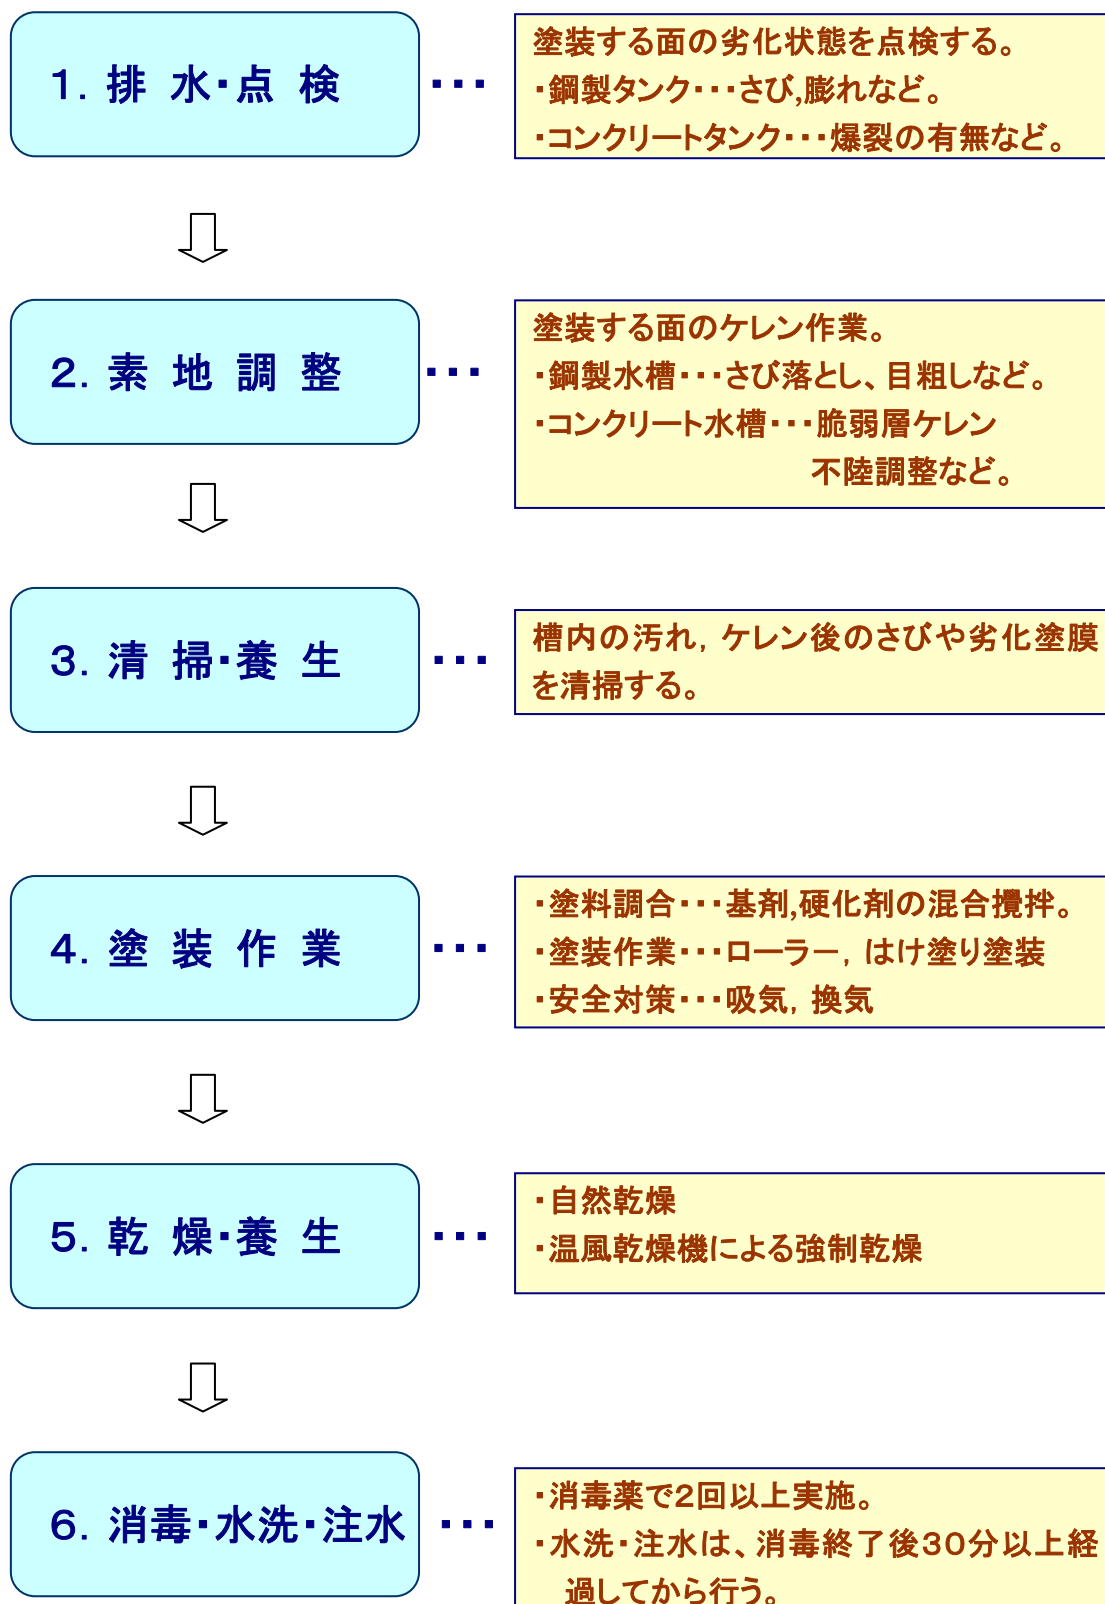 1. 排 水・点 検 ・・・
塗装する面の劣化状態を点検する。
・鋼製タンク・・・さび,膨れなど。
・コンクリートタンク・・・爆裂の有無など。
2. 素 地 調 整 ・・・
塗装する面のケレン作業。
・鋼製水槽・・・さび落とし、目粗しなど。
・コンクリート水槽・・・脆弱層ケレン
不陸調整など。
3. 清 掃・養 生 ・・・
槽内の汚れ, ケレン後のさびや劣化塗膜
を清掃する。
4. 塗 装 作 業 ・・・
・塗料調合・・・基剤,硬化剤の混合攪拌。
・塗装作業・・・ローラー, はけ塗り塗装
・安全対策・・・吸気, 換気
5. 乾 燥・養 生 ・・・
・自然乾燥
・温風乾燥機による強制乾燥
6. 消毒・水洗・注水 ・・・
・消毒薬で2回以上実施。
・水洗・注水は、消毒終了後30分以上経
過してから行う。